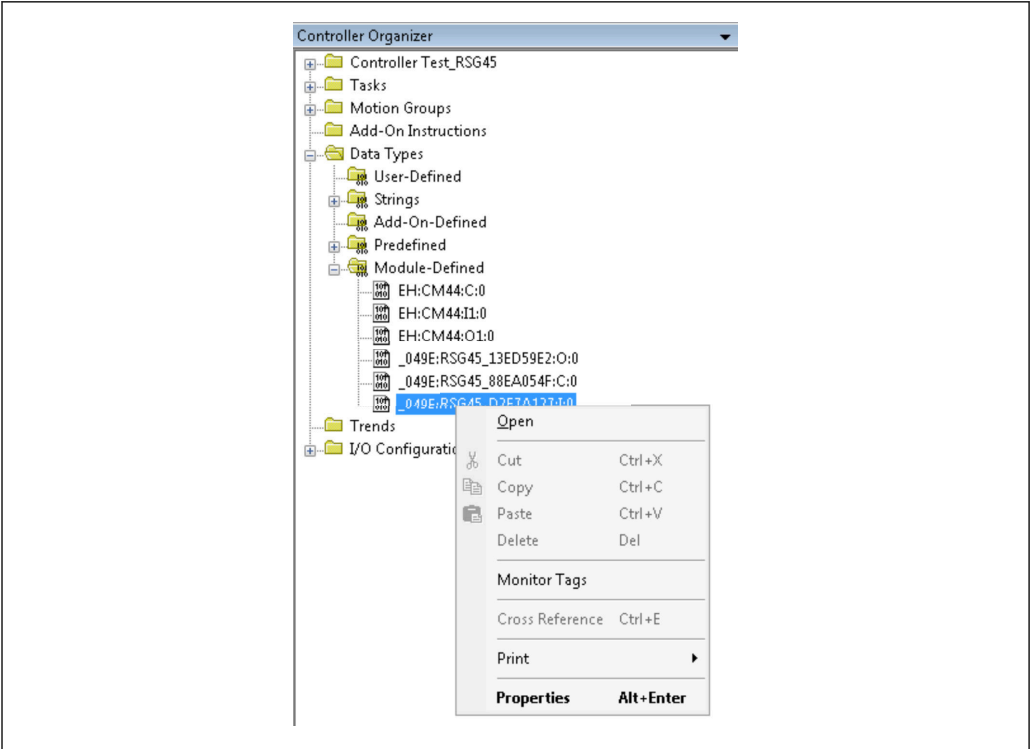 Controller Organizer
Controller Test_RSG45
Tasks
Motion Groups
Add-On Instructions
Data Types
User-Defined
Strings
Add-On-Defined
Predefined
Module-Defined
EH:CM44:C:0
EH:CM44:I1:0
EH:CM44:O1:0
_049E:RSG45_13ED59E2:O:0
_049E:RSG45_88EA054F:C:0
_049E:RSG45_D2E7A127:I:0
Trends
I/O Configuratio
Open
Cut Ctrl+X
Copy Ctrl+C
Paste Ctrl+V
Delete Del
Monitor Tags
Cross Reference Ctrl+E
Print
Properties Alt+Enter